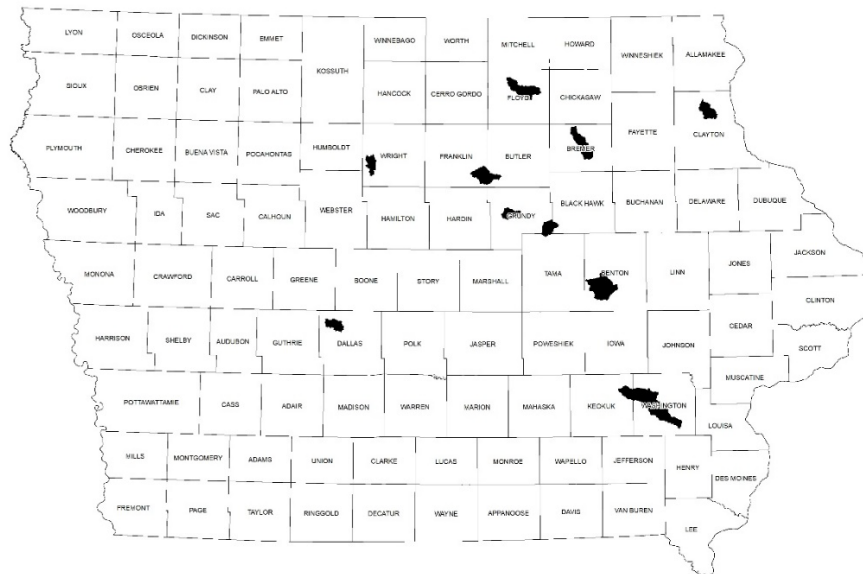 LYON
OSCEOLA
DICKINSON
EMMET
WINNEBAGO
WORTH
MITCHELL
HOWARD
WINNESHIEK
ALLAMAKEE
KOSSUTH
SIOUX
OBRIEN
CLAY
PALO ALTO
HANCOCK
CERRO GORDO
FLOYD
CHICKASAW
FAYETTE
CLAYTON
PLYMOUTH
CHEROKEE
BUENA VISTA
POCAHONTAS
HUMBOLDT
WRIGHT
FRANKLIN
BUTLER
BREMER
WOODBURY
IDA
SAC
CALHOUN
WEBSTER
HAMILTON
HARDIN
GRUNDY
BLACK HAWK
BUCHANAN
DELAWARE
DUBUQUE
MONONA
CRAWFORD
CARROLL
GREENE
BOONE
STORY
MARSHALL
TAMA
BENTON
LINN
JONES
JACKSON
CLINTON
HARRISON
SHELBY
AUDUBON
GUTHRIE
DALLAS
POLK
JASPER
POWESHIEK
IOWA
JOHNSON
CEDAR
SCOTT
MUSCATINE
POTTAWATTAMIE
CASS
ADAIR
MADISON
WARREN
MARION
MAHASKA
KEOKUK
WASHINGTON
LOUISA
MILLS
MONTGOMERY
ADAMS
UNION
CLARKE
LUCAS
MONROE
WAPELLO
JEFFERSON
HENRY
DES MOINES
FREMONT
PAGE
TAYLOR
RINGGOLD
DECATUR
WAYNE
APPANOOSE
DAVIS
VAN BUREN
LEE